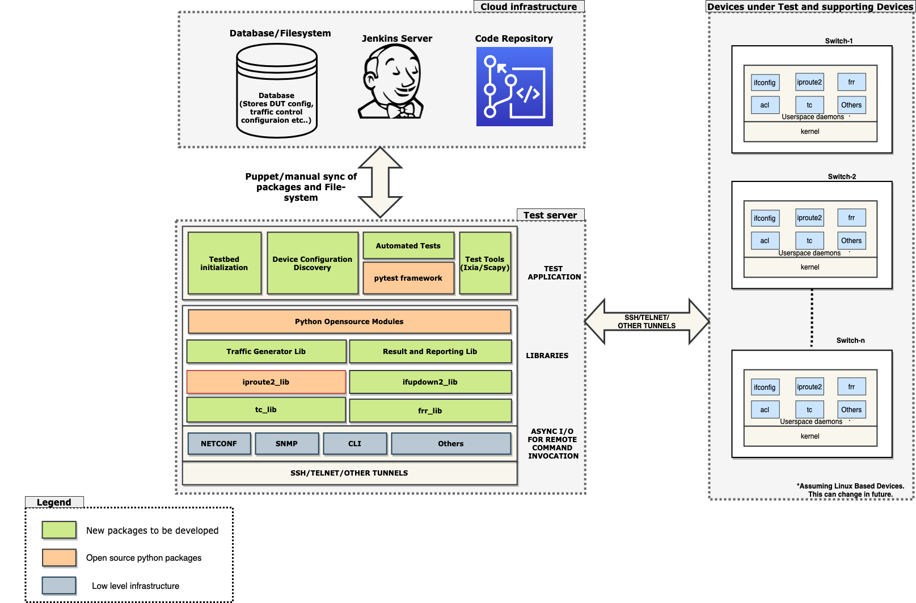 Cloud infrastructure
Database/Filesystem
Jenkins Server
Code Repository
Database
(Stores DUT config,
traffic control
configuraion etc..)
Puppet/manual sync of
packages and File-
system
Test server
Testbed
initialization
Device Configuration
Discovery
Automated Tests
pytest framework
Test Tools
(Ixia/Scapy)
TEST
APPLICATION
Python Opensource Modules
Traffic Generator Lib
Result and Reporting Lib
LIBRARIES
iproute2_lib
ifupdown2_lib
tc_lib
frr_lib
NETCONF
SNMP
CLI
Others
ASYNC I/O
FOR REMOTE
COMMAND
INVOCATION
SSH/TELNET/OTHER TUNNELS
SSH/TELNET/
OTHER TUNNELS
Devices under Test and supporting Devices
Switch-1
ifconfig
iproute2
frr
acl
tc
Others
Userspace daemons
kernel
Switch-2
ifconfig
iproute2
frr
acl
tc
Others
Userspace daemons
kernel
Switch-n
ifconfig
iproute2
frr
acl
tc
Others
Userspace daemons
kernel
*Assuming Linux Based Devices.
This can change in future.
Legend
New packages to be developed
Open source python packages
Low level infrastructure